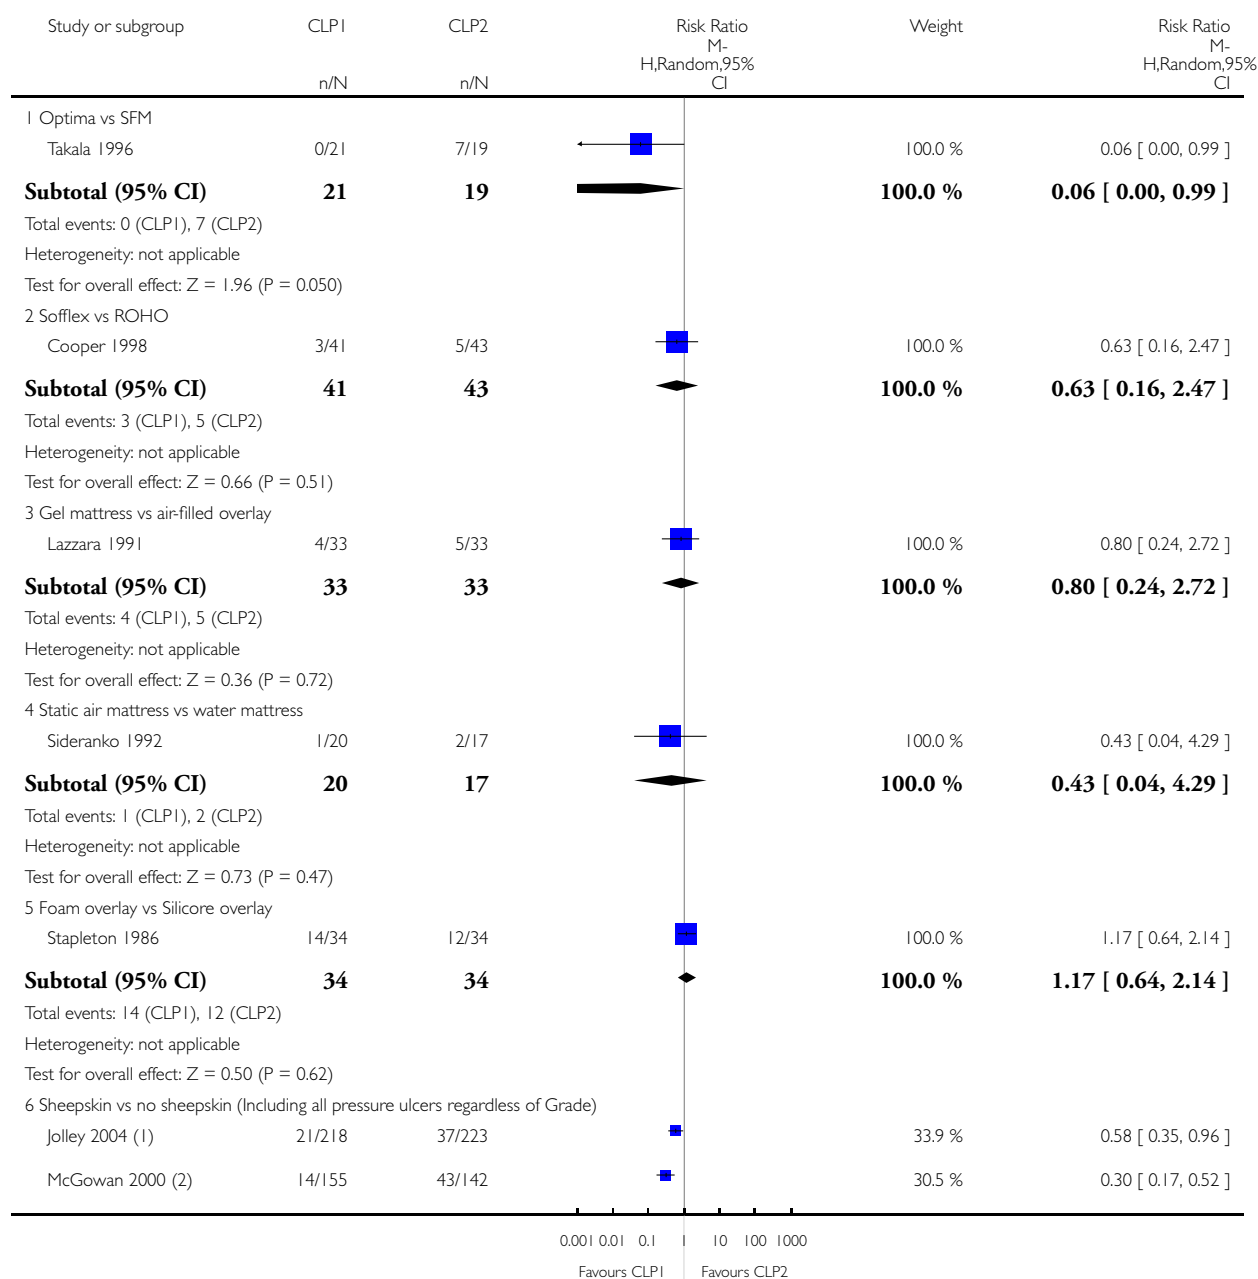 Study or subgroup CLP1 CLP2 Risk Ratio Weight Risk Ratio
M- M-
H,Random,95% H,Random,95%
n/N n/N CI CI
1 Optima vs SFM
Takala 1996 0/21 7/19 100.0 % 0.06 [ 0.00, 0.99 ]
Subtotal (95% CI) 21 19 100.0 % 0.06 [ 0.00, 0.99 ]
Total events: 0 (CLP1), 7 (CLP2)
Heterogeneity: not applicable
Test for overall effect: Z = 1.96 (P = 0.050)
2 Sofflex vs ROHO
Cooper 1998 3/41 5/43 100.0 % 0.63 [ 0.16, 2.47 ]
Subtotal (95% CI) 41 43 100.0 % 0.63 [ 0.16, 2.47 ]
Total events: 3 (CLP1), 5 (CLP2)
Heterogeneity: not applicable
Test for overall effect: Z = 0.66 (P = 0.51)
3 Gel mattress vs air-filled overlay
Lazzara 1991 4/33 5/33 100.0 % 0.80 [ 0.24, 2.72 ]
Subtotal (95% CI) 33 33 100.0 % 0.80 [ 0.24, 2.72 ]
Total events: 4 (CLP1), 5 (CLP2)
Heterogeneity: not applicable
Test for overall effect: Z = 0.36 (P = 0.72)
4 Static air mattress vs water mattress
Sideranko 1992 1/20 2/17 100.0 % 0.43 [ 0.04, 4.29 ]
Subtotal (95% CI) 20 17 100.0 % 0.43 [ 0.04, 4.29 ]
Total events: 1 (CLP1), 2 (CLP2)
Heterogeneity: not applicable
Test for overall effect: Z = 0.73 (P = 0.47)
5 Foam overlay vs Silicore overlay
Stapleton 1986 14/34 12/34 100.0 % 1.17 [ 0.64, 2.14 ]
Subtotal (95% CI) 34 34 100.0 % 1.17 [ 0.64, 2.14 ]
Total events: 14 (CLP1), 12 (CLP2)
Heterogeneity: not applicable
Test for overall effect: Z = 0.50 (P = 0.62)
6 Sheepskin vs no sheepskin (Including all pressure ulcers regardless of Grade)
Jolley 2004 (1) 21/218 37/223 33.9 % 0.58 [ 0.35, 0.96 ]
McGowan 2000 (2) 14/155 43/142 30.5 % 0.30 [ 0.17, 0.52 ]
0.001 0.01 0.1 1 10 100 1000
Favours CLP1 Favours CLP2